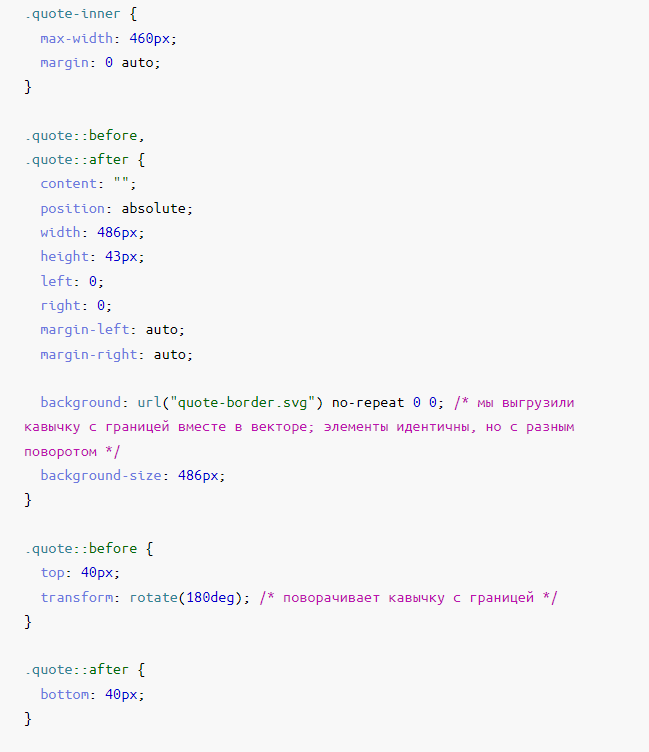 .quote-inner {
  max-width: 460px;
  margin: 0 auto;
}

.quote::before,
.quote::after {
  content: "";
  position: absolute;
  width: 486px;
  height: 43px;
  left: 0;
  right: 0;
  margin-left: auto;
  margin-right: auto;

  background: url("quote-border.svg") no-repeat 0 0; /* мы выгрузили
кавычку с границей вместе в векторе; элементы идентичны, но с разным
поворотом */
  background-size: 486px;
}

.quote::before {
  top: 40px;
  transform: rotate(180deg); /* поворачивает кавычку с границей */
}

.quote::after {
  bottom: 40px;
}